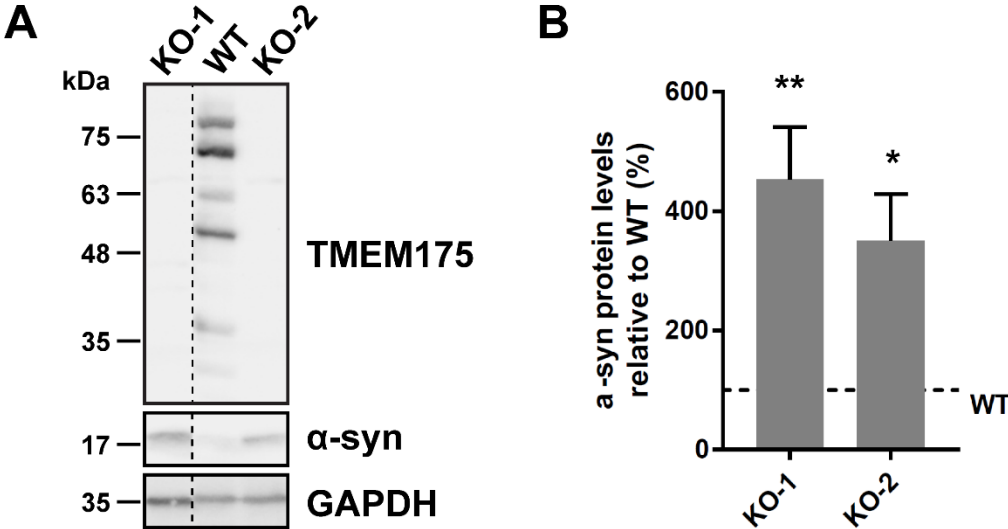 A
KO-1 WT KO-2
kDa
75
63
48
35
TMEM175
17
α-syn
35
GAPDH
B
a -syn protein levels
relative to WT (%)
600
400
200
0
**
*
WT
KO-1 KO-2